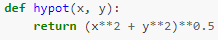 def hypot(x, y):
    return (x**2 + y**2)**0.5